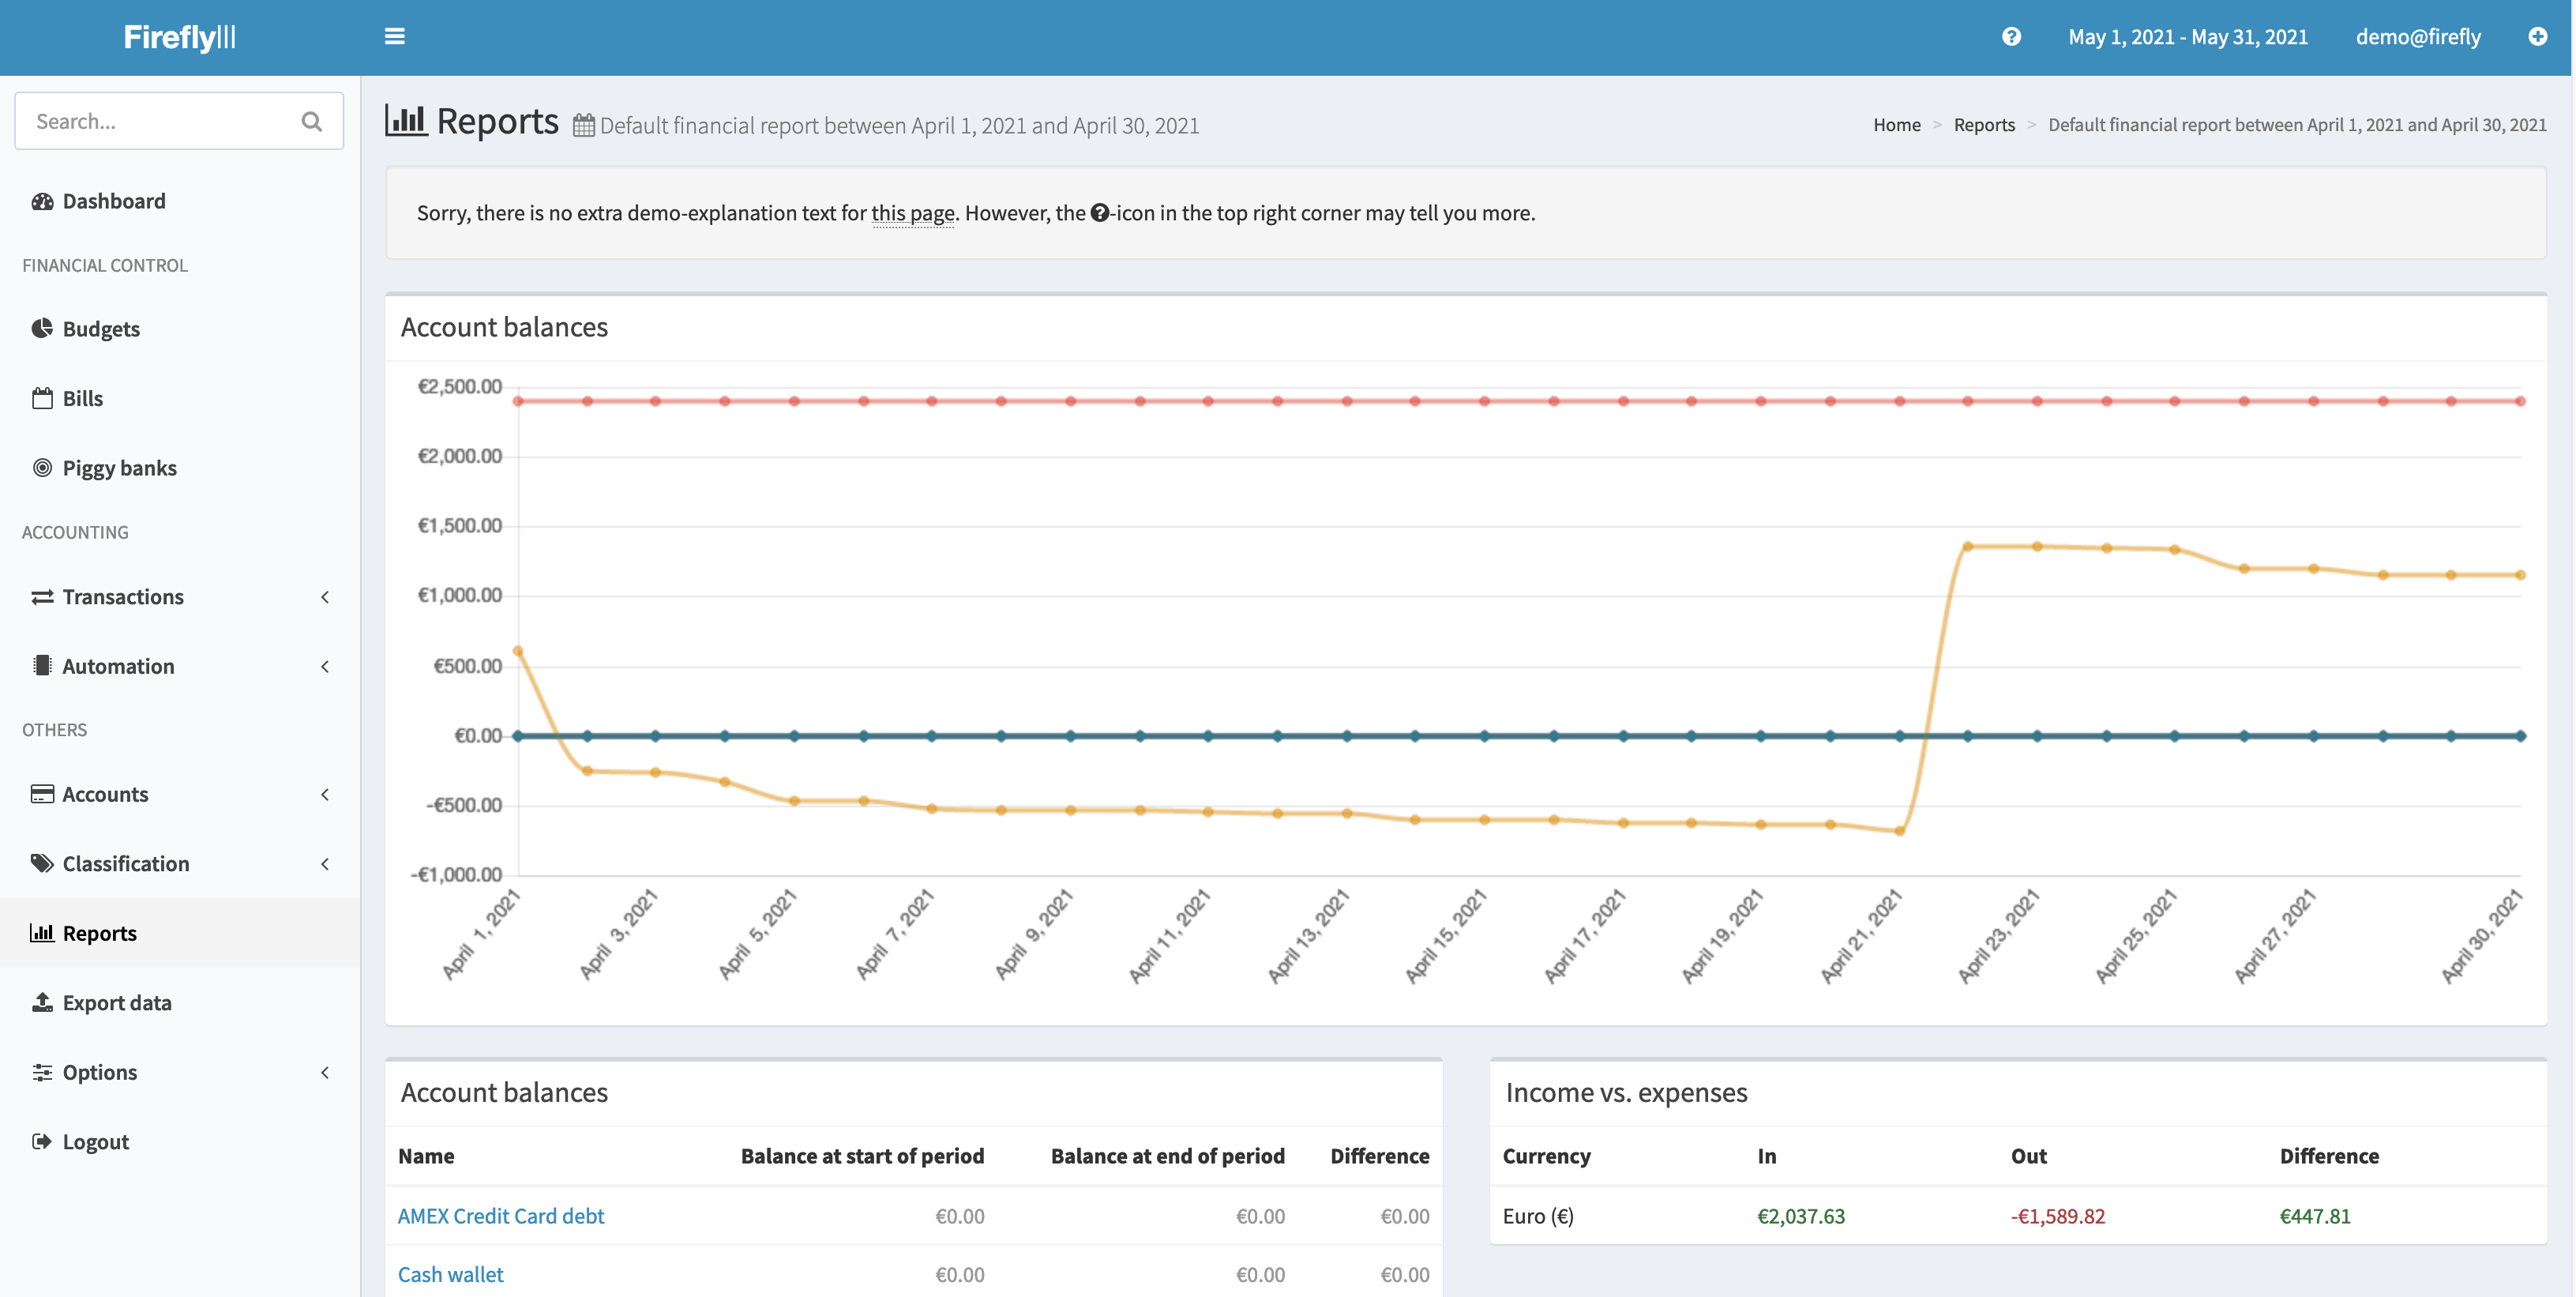 FireflyIII
May 1, 2021 - May 31, 2021
demo@firefly
Search...
Dashboard
FINANCIAL CONTROL
Budgets
Bills
Piggy banks
ACCOUNTING
Transactions
Automation
OTHERS
Accounts
Classification
Reports
Export data
Options
Logout
Reports Default financial report between April 1, 2021 and April 30, 2021
Home > Reports > Default financial report between April 1, 2021 and April 30, 2021
Sorry, there is no extra demo-explanation text for this page. However, the ?-icon in the top right corner may tell you more.
Account balances
€2,500.00
€2,000.00
€1,500.00
€1,000.00
€500.00
€0.00
-€500.00
-€1,000.00
April 1, 2021
April 3, 2021
April 5, 2021
April 7, 2021
April 9, 2021
April 11, 2021
April 13, 2021
April 15, 2021
April 17, 2021
April 19, 2021
April 21, 2021
April 23, 2021
April 25, 2021
April 27, 2021
April 30, 2021
Account balances
Name Balance at start of period Balance at end of period Difference
AMEX Credit Card debt €0.00 €0.00 €0.00
Cash wallet €0.00 €0.00 €0.00
Income vs. expenses
Currency In Out Difference
Euro (€) €2,037.63 -€1,589.82 €447.81